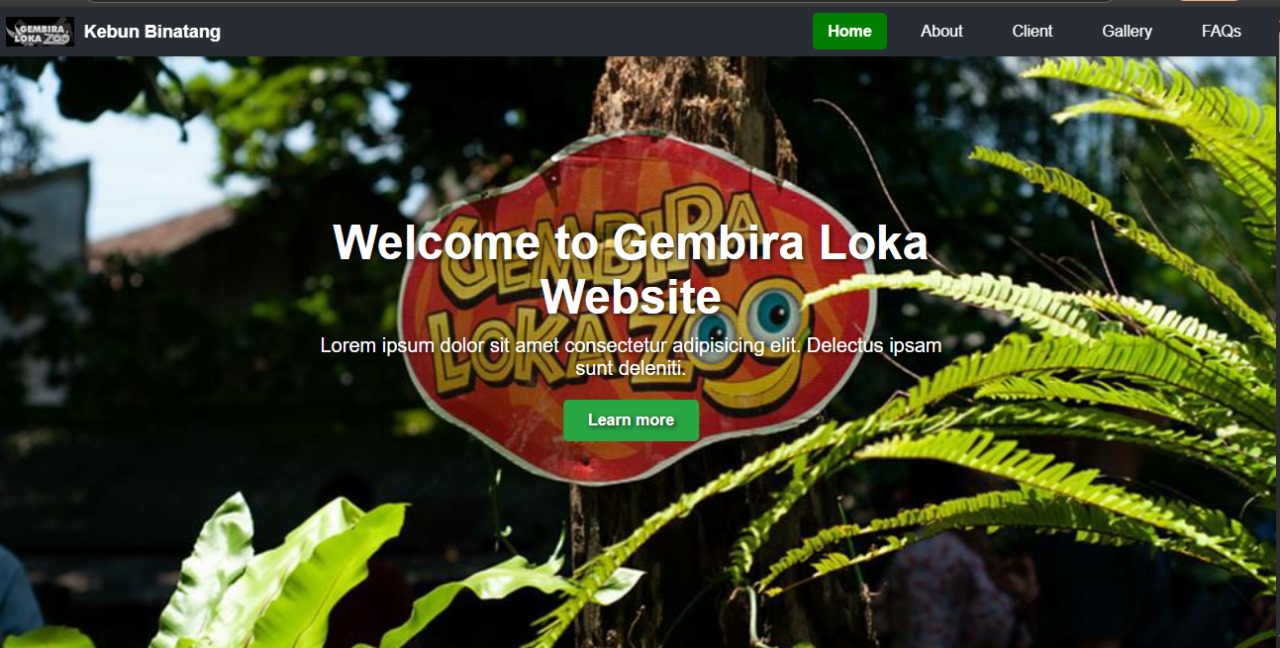 GEMBIRA
LOKA ZOO
Kebun Binatang
Home
About
Client
Gallery
FAQs
GEMBIRA
LOKA ZOO
Welcome to Gembira Loka
Website
Lorem ipsum dolor sit amet consectetur adipisicing elit. Delectus ipsam
sunt deleniti.
Learn more